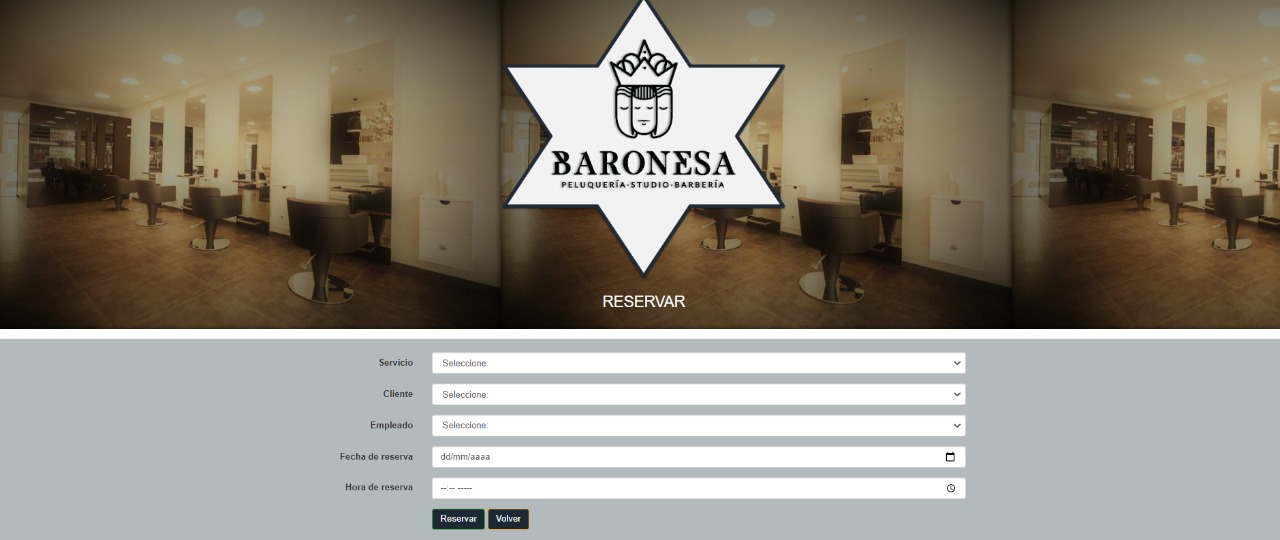 BARONESA
PELUQUERÍA-STUDIO-BARBERÍA
RESERVAR
Servicio Seleccione:
Cliente Seleccione:
Empleado Seleccione:
Fecha de reserva dd/mm/aaaa
Hora de reserva --:-- -----
Reservar Volver